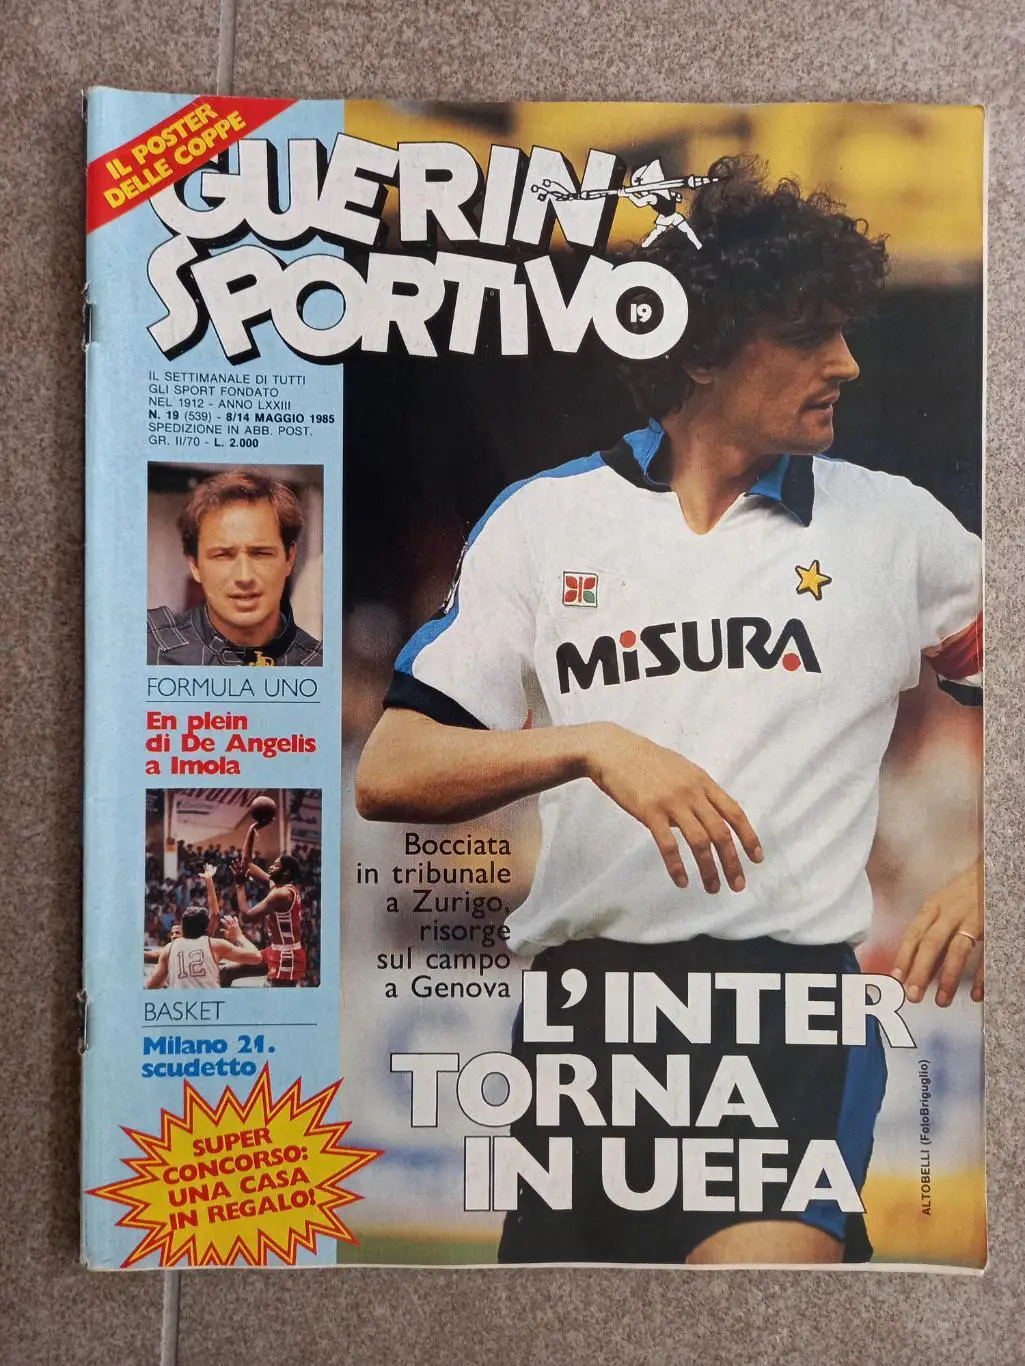 IL POSTER
DELLE COPPE
GUERIN
SPORTIVO
19
IL SETTIMANALE DI TUTTI
GLI SPORT FONDATO
NEL 1912 - ANNO LXXIII
N. 19 (539) - 8/14 MAGGIO 1985
SPEDIZIONE IN ABB. POST.
GR. II/70 - L. 2.000
FORMULA UNO
En plein
di De Angelis
a Imola
12
BASKET
Milano 21.
scudetto
SUPER
CONCORSO:
UNA CASA
IN REGALO!
MISURA
Bocciata
in tribunale
a Zurigo,
risorge
sul campo
a Genova
L'INTER
TORNA
IN UEFA
ALTOBELLI (FotoBriguglio)